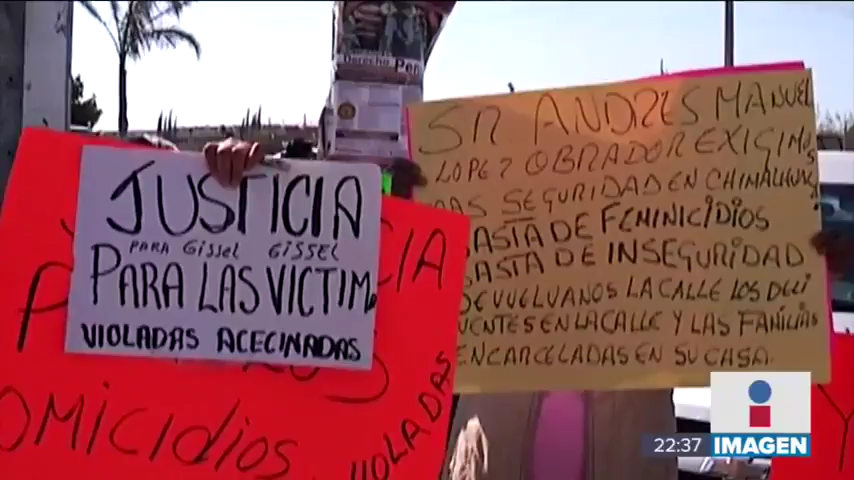 JUSTICIA
PARA GISSEL GISSEL
PARA LAS VICTIM
VIOLADAS ACECINADAS
SR ANDRES MANUEL
LOPEZ OBRADOR EXIGIMOS
SEGURIDAD EN CHIMALHUA
BASTA DE FEMINICIDIOS
BASTA DE INSEGURIDAD
DEVUELVANOS LA CALLE LOS DELI
CUENTES EN LA CALLE Y LAS FAMILIAS
ENCARCELADAS EN SU CASA.
CIA
OMICIDIOS
VIOLADAS
Derecho Pen
Y
22:37 IMAGEN